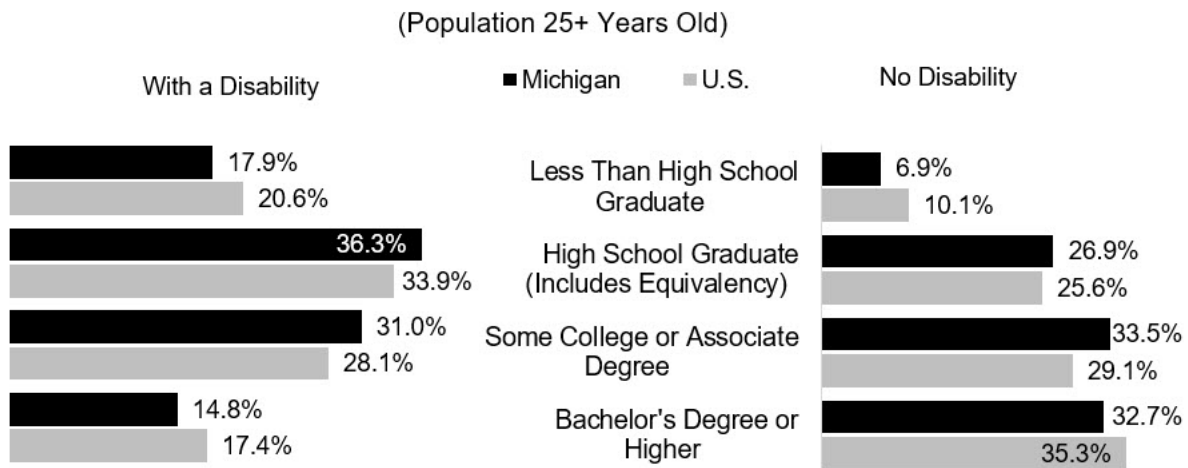 (Population 25+ Years Old)
With a Disability
Michigan
U.S.
No Disability
17.9%
20.6%
Less Than High School
Graduate
6.9%
10.1%
36.3%
33.9%
High School Graduate
(Includes Equivalency)
26.9%
25.6%
31.0%
28.1%
Some College or Associate
Degree
33.5%
29.1%
14.8%
17.4%
Bachelor's Degree or
Higher
32.7%
35.3%